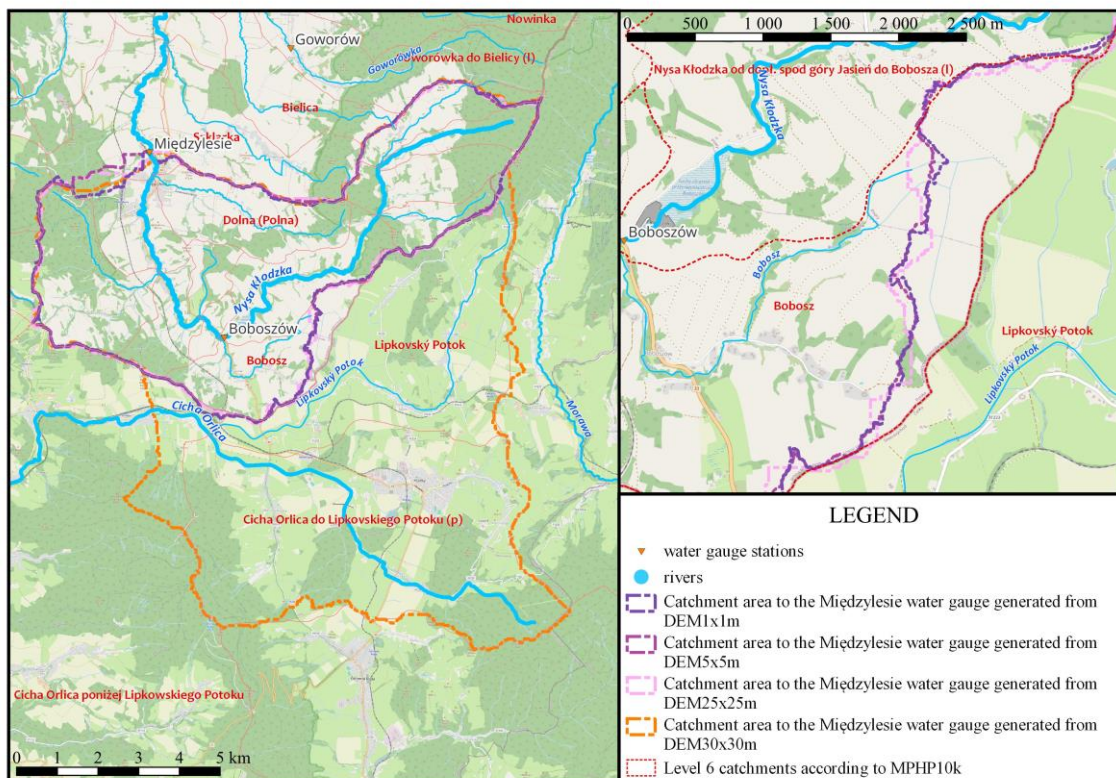 Nowinka
Goworów
Goworówka
Goworówka do Bielicy (l)
Bielica
Międzylesie
Dolna (Polna)
Nysa Kłodzka
Boboszów
Bobosz
Lipkovský Potok
Lipkovský Potok
Cicha Orlica
Morawa
Cicha Orlica do Lipkovskiego Potoku (p)
Cicha Orlica poniżej Lipkowskiego Potoku
0 1 2 3 4 5 km
0 500 1 000 1 500 2 000 2 500 m
Nysa Kłodzka od dopł. spod góry Jasień do Bobosza (l)
Nysa Kłodzka
Boboszów
Bobosz
Bobosz
Lipkovský Potok
Lipkovský Potok
LEGEND
water gauge stations
rivers
Catchment area to the Międzylesie water gauge generated from
DEM1x1m
Catchment area to the Międzylesie water gauge generated from
DEM5x5m
Catchment area to the Międzylesie water gauge generated from
DEM25x25m
Catchment area to the Międzylesie water gauge generated from
DEM30x30m
Level 6 catchments according to MPHP10k